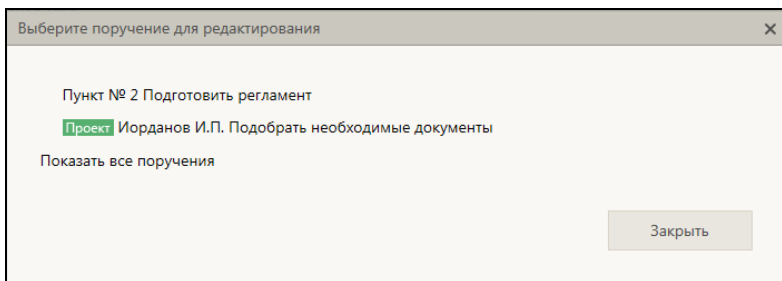 Выберите поручение для редактирования
Пункт № 2 Подготовить регламент
Проект Иорданов И.П. Подобрать необходимые документы
Показать все поручения
Закрыть